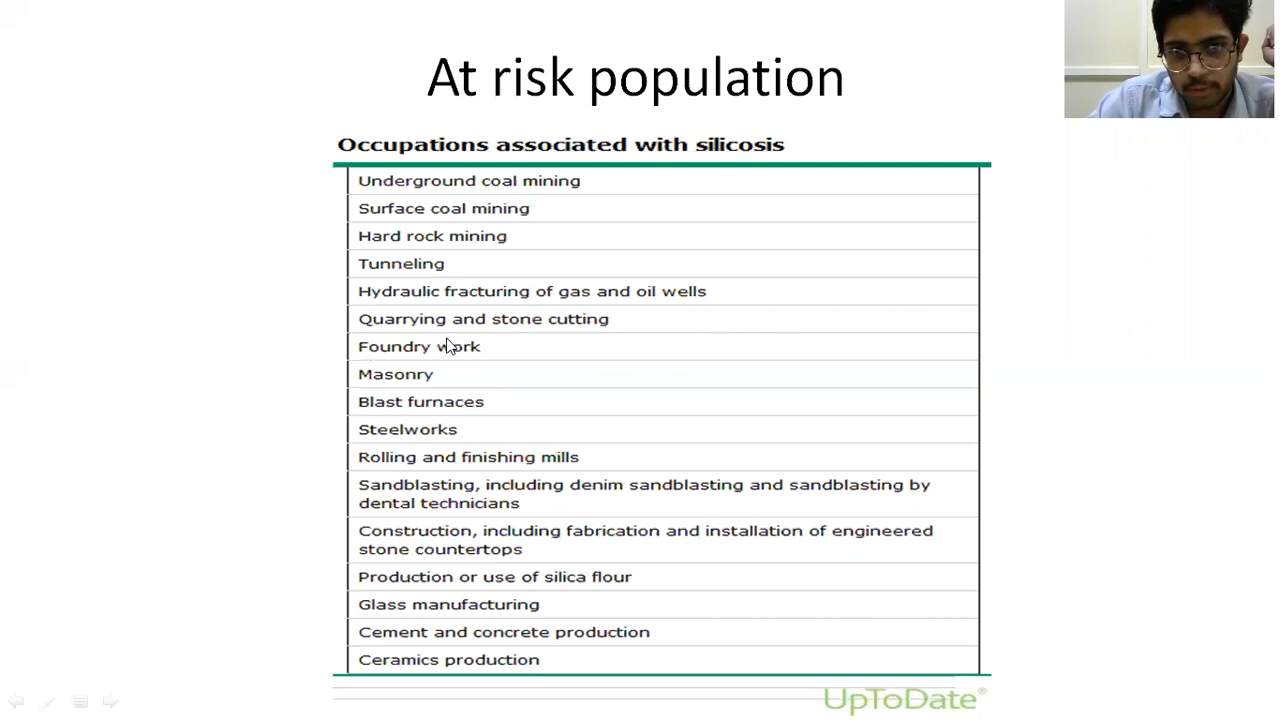 At risk population
Occupations associated with silicosis
Underground coal mining
Surface coal mining
Hard rock mining
Tunneling
Hydraulic fracturing of gas and oil wells
Quarrying and stone cutting
Foundry work
Masonry
Blast furnaces
Steelworks
Rolling and finishing mills
Sandblasting, including denim sandblasting and sandblasting by
dental technicians
Construction, including fabrication and installation of engineered
stone countertops
Production or use of silica flour
Glass manufacturing
Cement and concrete production
Ceramics production
UpToDate®